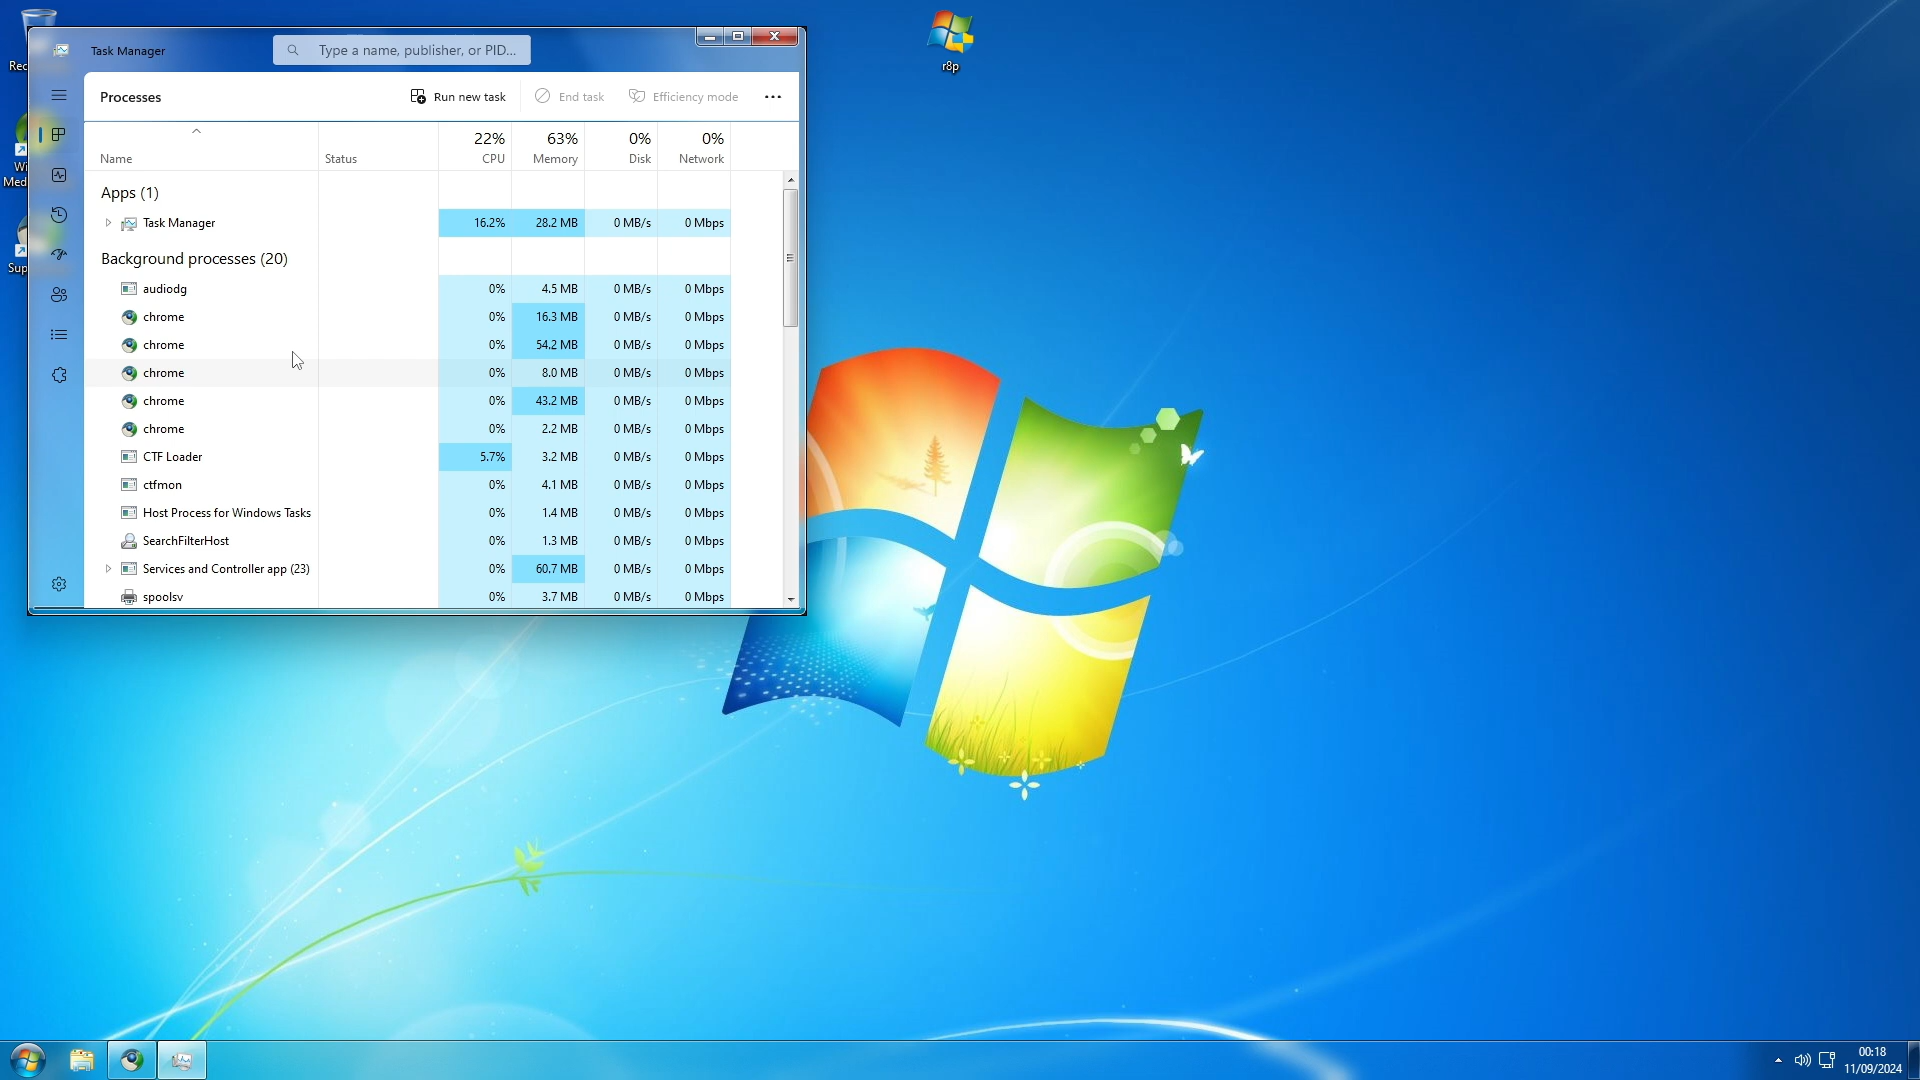 Task Manager
Type a name, publisher, or PID...
Processes
Run new task
End task
Efficiency mode
Name
Status
22%
CPU
63%
Memory
0%
Disk
0%
Network
Apps (1)
Task Manager 16.2% 28.2 MB 0 MB/s 0 Mbps
Background processes (20)
audiodg 0% 4.5 MB 0 MB/s 0 Mbps
chrome 0% 16.3 MB 0 MB/s 0 Mbps
chrome 0% 54.2 MB 0 MB/s 0 Mbps
chrome 0% 8.0 MB 0 MB/s 0 Mbps
chrome 0% 43.2 MB 0 MB/s 0 Mbps
chrome 0% 2.2 MB 0 MB/s 0 Mbps
CTF Loader 5.7% 3.2 MB 0 MB/s 0 Mbps
ctfmon 0% 4.1 MB 0 MB/s 0 Mbps
Host Process for Windows Tasks 0% 1.4 MB 0 MB/s 0 Mbps
SearchFilterHost 0% 1.3 MB 0 MB/s 0 Mbps
Services and Controller app (23) 0% 60.7 MB 0 MB/s 0 Mbps
spoolsv 0% 3.7 MB 0 MB/s 0 Mbps
Rec
Wi
Med
Sup
r8p
00:18
11/09/2024